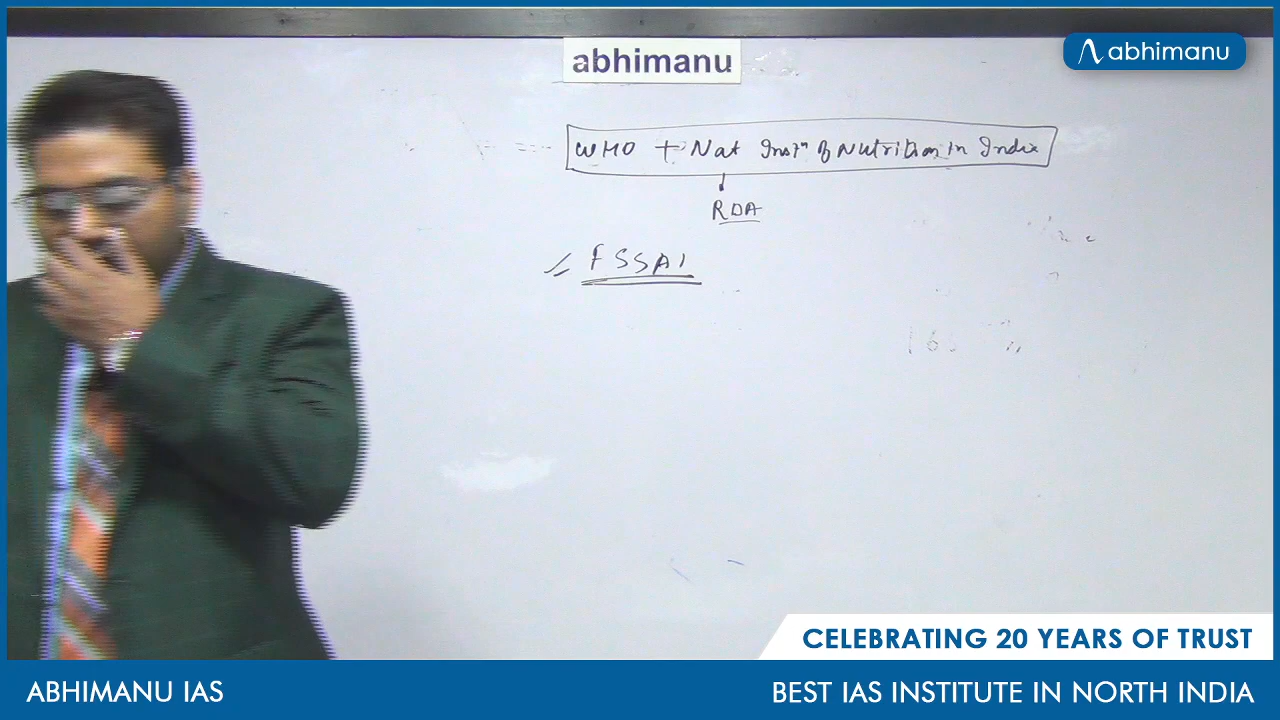 abhimanu
abhimanu
WHO + Nat Instn of Nutrition in India
RDA
FSSAI
CELEBRATING 20 YEARS OF TRUST
ABHIMANU IAS
BEST IAS INSTITUTE IN NORTH INDIA